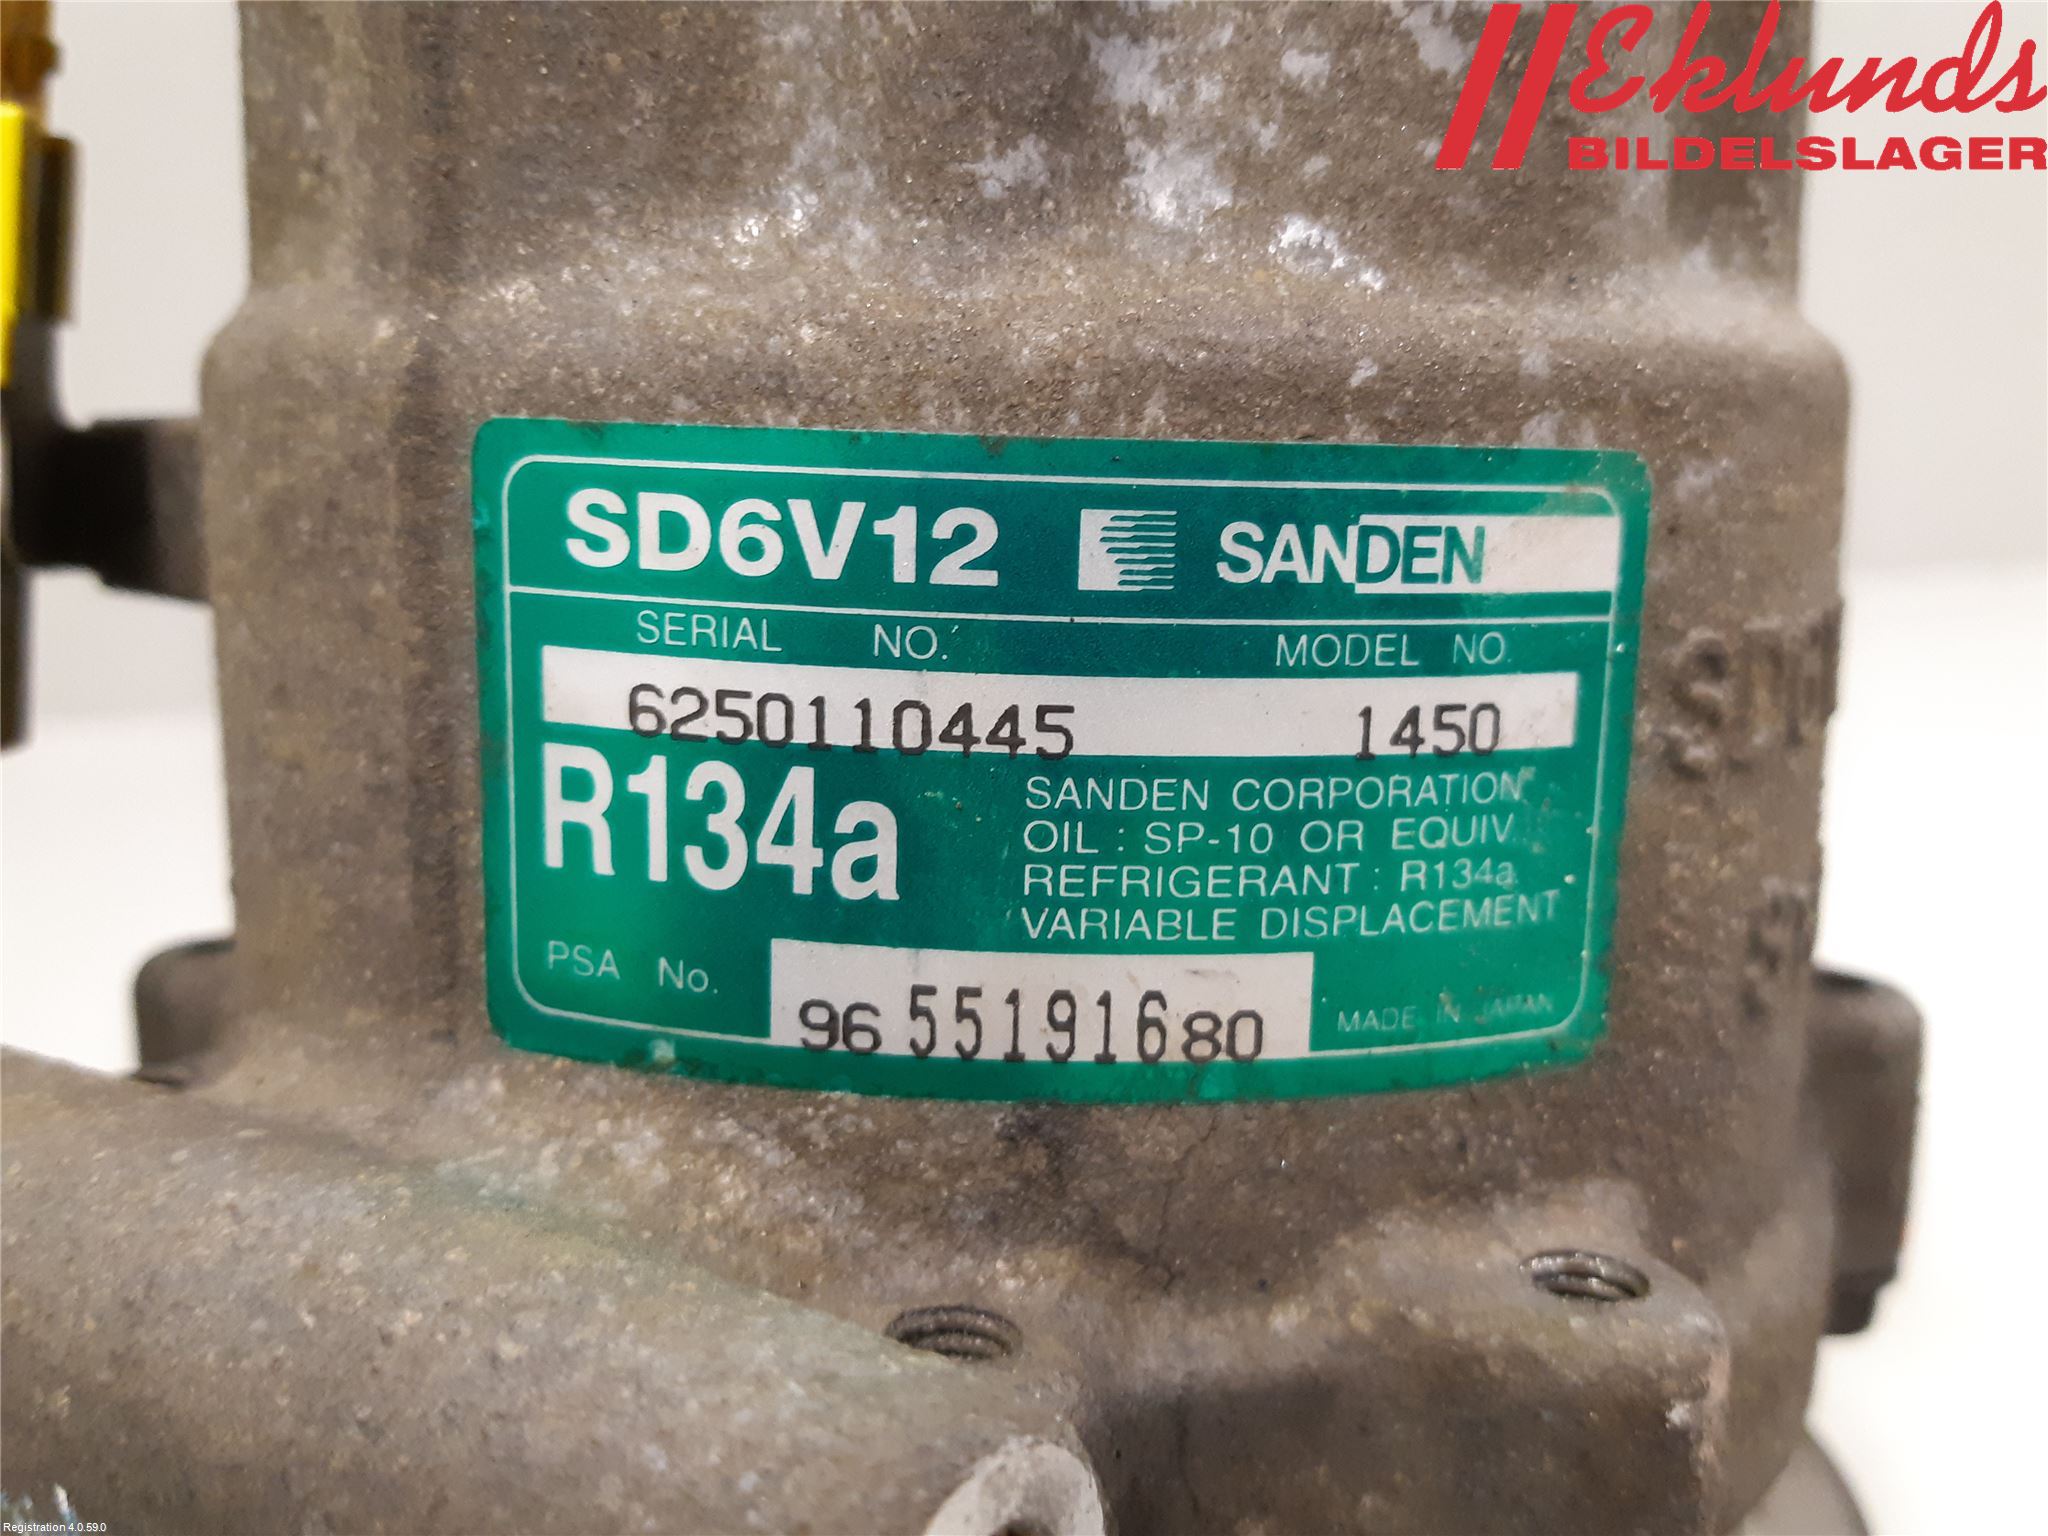 Eklunds
BILDELSLAGER
SD6V12 SANDEN
SERIAL NO. MODEL NO.
6250110445 1450
R134a
SANDEN CORPORATION
OIL : SP-10 OR EQUIV.
REFRIGERANT : R134a
VARIABLE DISPLACEMENT
PSA No. 96 551916 80
MADE IN JAPAN
Registration 4.0.59.0